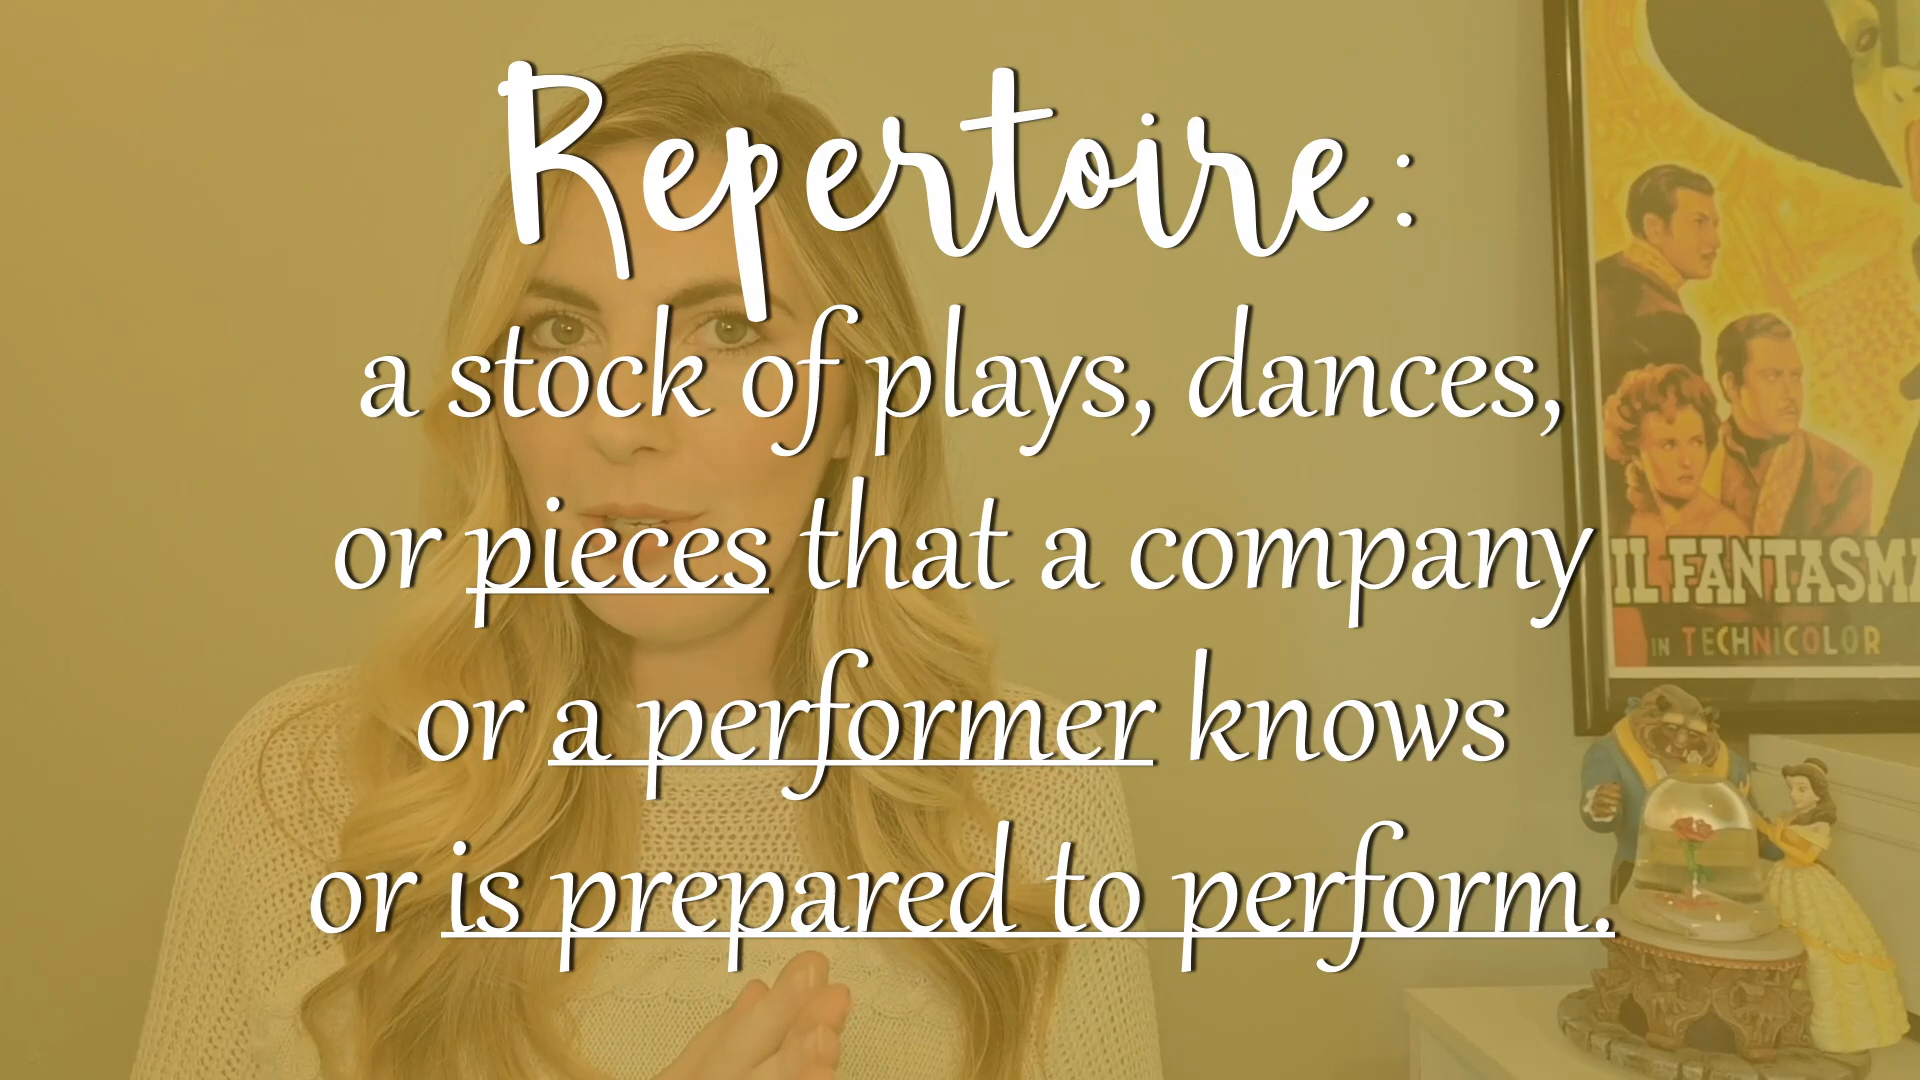 Repertoire:
a stock of plays, dances,
or pieces that a company
or a performer knows
or is prepared to perform.
IL FANTASMA
IN TECHNICOLOR